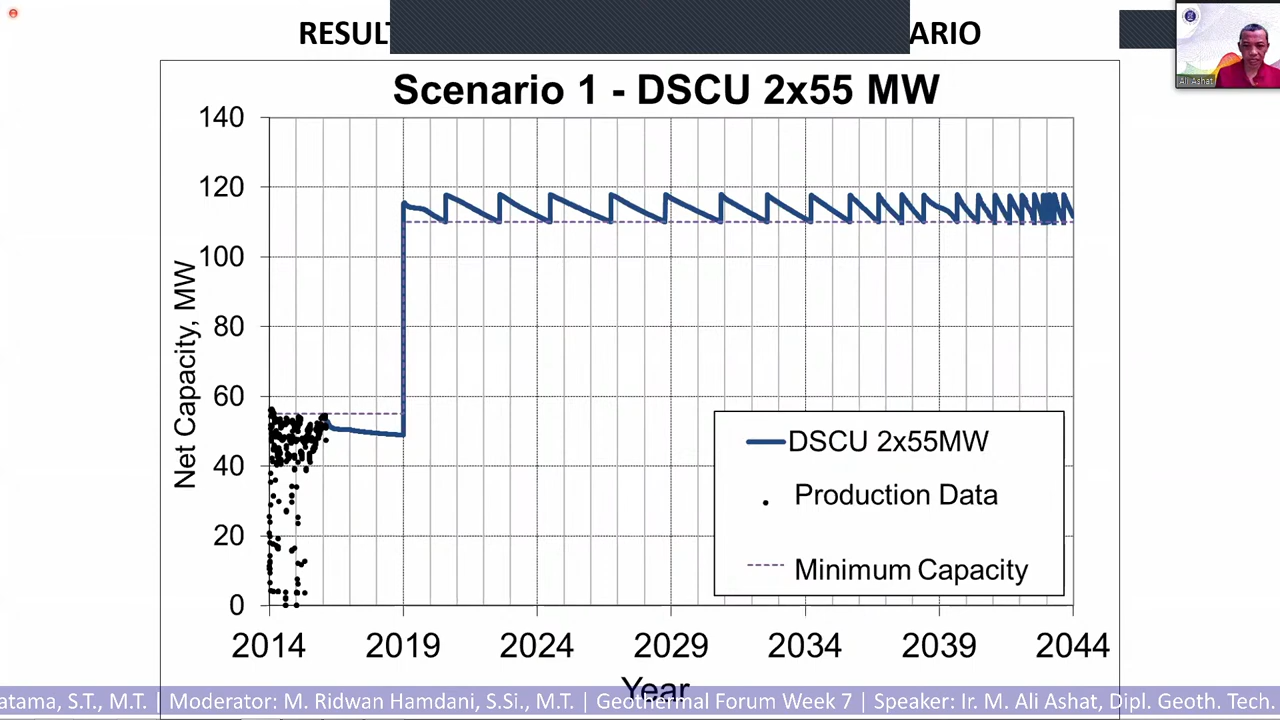 RESULT
ARIO
Ali Ashat
Scenario 1 - DSCU 2x55 MW
140
120
100
80
60
40
20
0
Net Capacity, MW
DSCU 2x55MW
Production Data
Minimum Capacity
2014 2019 2024 2029 2034 2039 2044
Year
atama, S.T., M.T. | Moderator: M. Ridwan Hamdani, S.Si., M.T. | Geothermal Forum Week 7 | Speaker: Ir. M. Ali Ashat, Dipl. Geoth. Tech.